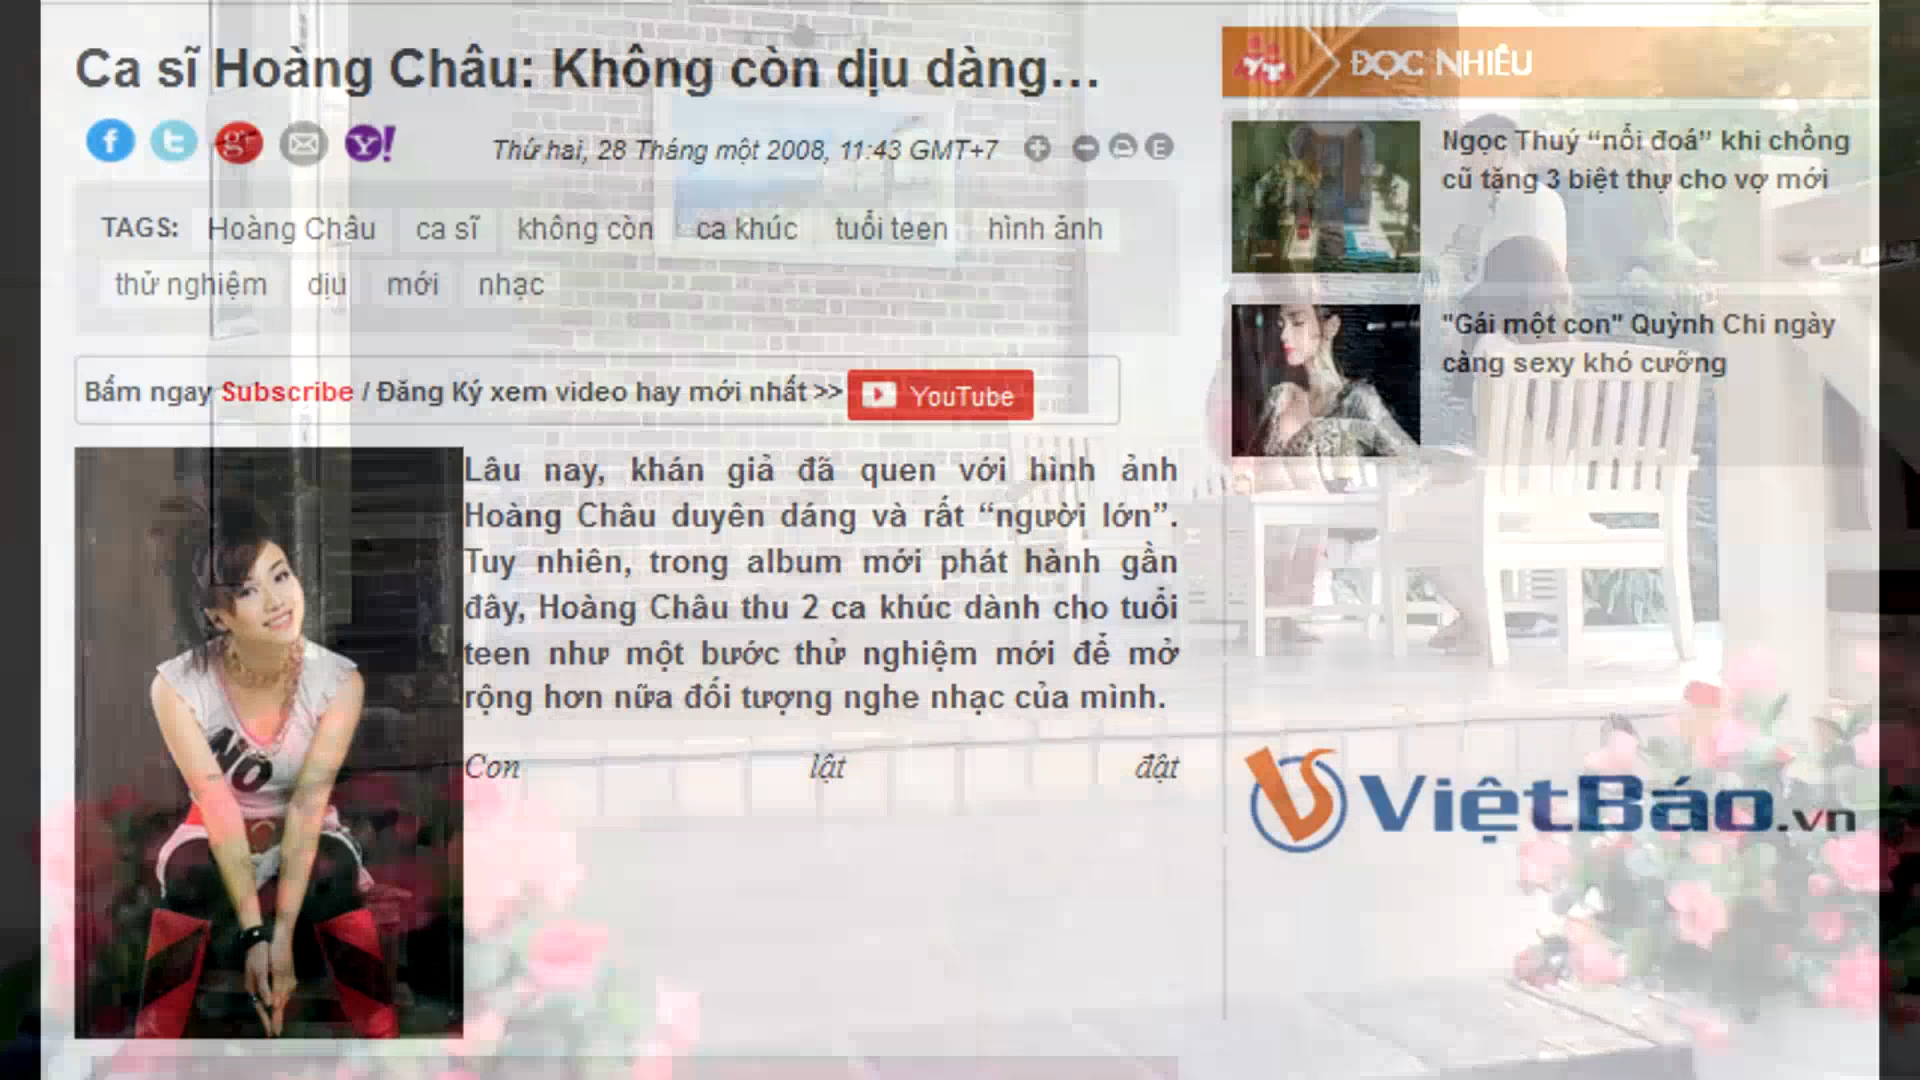 Ca sĩ Hoàng Châu: Không còn dịu dàng...
Thứ hai, 28 Tháng một 2008, 11:43 GMT+7
TAGS: Hoàng Châu ca sĩ không còn ca khúc tuổi teen hình ảnh
thử nghiệm dịu mới nhạc
Bấm ngay Subscribe / Đăng Ký xem video hay mới nhất >> YouTube
Lâu nay, khán giả đã quen với hình ảnh
Hoàng Châu duyên dáng và rất “người lớn”.
Tuy nhiên, trong album mới phát hành gần
đây, Hoàng Châu thu 2 ca khúc dành cho tuổi
teen như một bước thử nghiệm mới để mở
rộng hơn nữa đối tượng nghe nhạc của mình.
Con lật đật
ĐỌC NHIỀU
Ngọc Thuý “nổi đoá” khi chồng
cũ tặng 3 biệt thự cho vợ mới
"Gái một con" Quỳnh Chi ngày
càng sexy khó cưỡng
ViệtBáo.vn